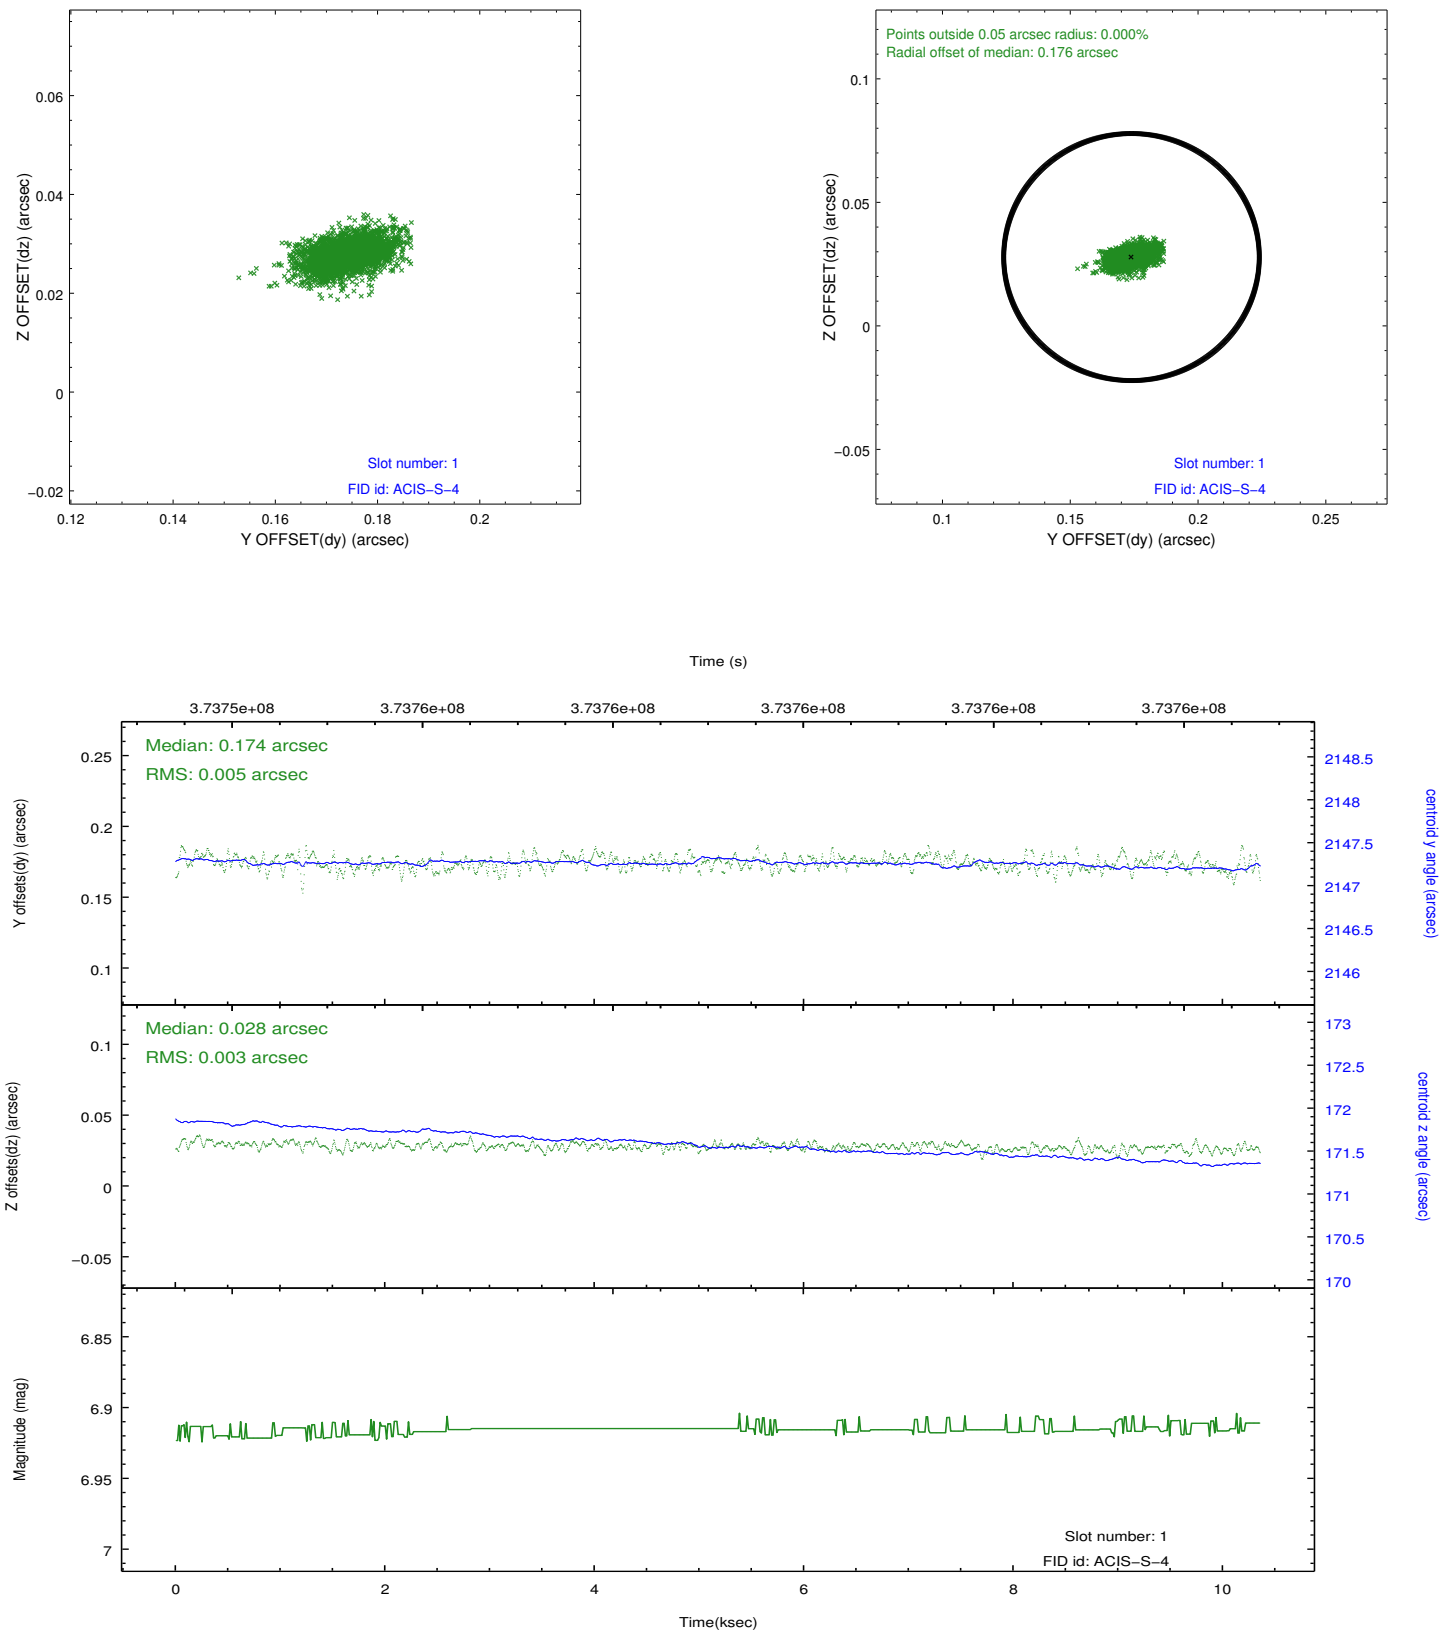 0.06
0.04
0.02
0
−0.02
Z OFFSET(dz) (arcsec)
Slot number: 1
FID id: ACIS−S−4
0.12 0.14 0.16 0.18 0.2
Y OFFSET(dy) (arcsec)
Points outside 0.05 arcsec radius: 0.000%
Radial offset of median: 0.176 arcsec
0.1
0.05
0
−0.05
Z OFFSET(dz) (arcsec)
Slot number: 1
FID id: ACIS−S−4
0.1 0.15 0.2 0.25
Y OFFSET(dy) (arcsec)
Time (s)
3.7375e+08 3.7376e+08 3.7376e+08 3.7376e+08 3.7376e+08 3.7376e+08
Median: 0.174 arcsec
RMS: 0.005 arcsec
0.25
0.2
0.15
0.1
Y offsets(dy) (arcsec)
2148.5
2148
2147.5
2147
2146.5
2146
centroid y angle (arcsec)
Median: 0.028 arcsec
RMS: 0.003 arcsec
0.1
0.05
0
−0.05
Z offsets(dz) (arcsec)
173
172.5
172
171.5
171
170.5
170
centroid z angle (arcsec)
6.85
6.9
6.95
7
Magnitude (mag)
Slot number: 1
FID id: ACIS−S−4
0 2 4 6 8 10
Time(ksec)